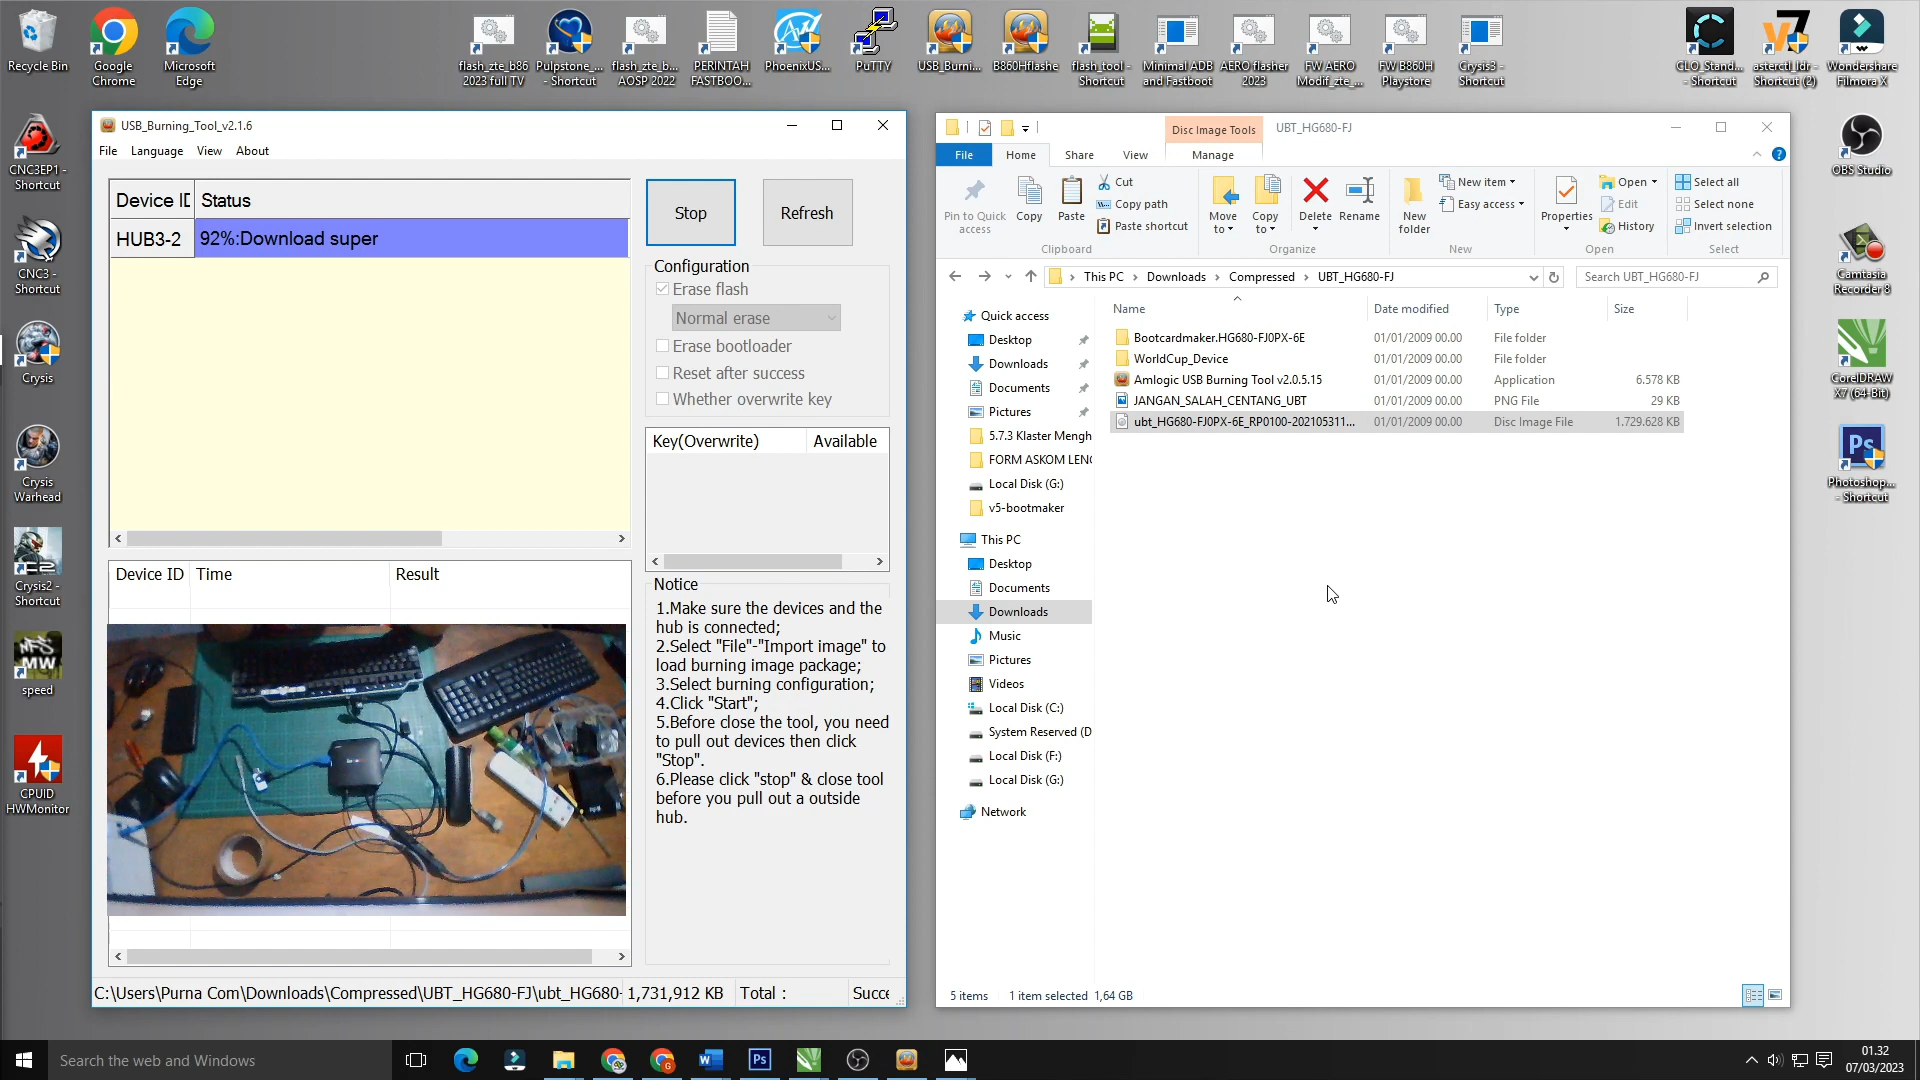 Recycle Bin
Google
Chrome
Microsoft
Edge
flash_zte_b86
2023 full TV
Pulpstone_...
- Shortcut
flash_zte_b...
AOSP 2022
PERINTAH
FASTBOO...
PhoenixUS...
PuTTY
USB_Burni...
B860Hflashe
flash_tool -
Shortcut
Minimal ADB
and Fastboot
AERO flasher
2023
FW AERO
Modif_zte_...
FW B860H
Playstore
Crysis3 -
Shortcut
CLO_Stand...
- Shortcut
asterctl_ldr -
Shortcut (2)
Wondershare
Filmora X
CNC3EP1 -
Shortcut
CNC3 -
Shortcut
Crysis
Crysis
Warhead
Crysis2 -
Shortcut
NFS
MW
speed
CPUID
HWMonitor
OBS Studio
Camtasia
Recorder 8
CorelDRAW
X7 (64-Bit)
Ps
Photoshop...
- Shortcut
USB_Burning_Tool_v2.1.6
File Language View About
Device ID Status
HUB3-2 92%:Download super
Stop
Refresh
Configuration
Erase flash
Normal erase
Erase bootloader
Reset after success
Whether overwrite key
Key(Overwrite) Available
Device ID Time Result
Notice
1.Make sure the devices and the
hub is connected;
2.Select "File"-"Import image" to
load burning image package;
3.Select burning configuration;
4.Click "Start";
5.Before close the tool, you need
to pull out devices then click
"Stop".
6.Please click "stop" & close tool
before you pull out a outside
hub.
C:\Users\Purna Com\Downloads\Compressed\UBT_HG680-FJ\ubt_HG680- 1,731,912 KB Total : Succe
Disc Image Tools UBT_HG680-FJ
File Home Share View Manage
Pin to Quick
access
Copy
Paste
Cut
Copy path
Paste shortcut
Clipboard
Move
to
Copy
to
Delete
Rename
Organize
New
folder
New item
Easy access
New
Properties
Open
Edit
History
Open
Select all
Select none
Invert selection
Select
This PC › Downloads › Compressed › UBT_HG680-FJ
Search UBT_HG680-FJ
Quick access
Desktop
Downloads
Documents
Pictures
5.7.3 Klaster Mengh
FORM ASKOM LENG
Local Disk (G:)
v5-bootmaker
This PC
Desktop
Documents
Downloads
Music
Pictures
Videos
Local Disk (C:)
System Reserved (D
Local Disk (F:)
Local Disk (G:)
Network
Name Date modified Type Size
Bootcardmaker.HG680-FJ0PX-6E 01/01/2009 00.00 File folder
WorldCup_Device 01/01/2009 00.00 File folder
Amlogic USB Burning Tool v2.0.5.15 01/01/2009 00.00 Application 6.578 KB
JANGAN_SALAH_CENTANG_UBT 01/01/2009 00.00 PNG File 29 KB
ubt_HG680-FJ0PX-6E_RP0100-202105311... 01/01/2009 00.00 Disc Image File 1.729.628 KB
5 items 1 item selected 1,64 GB
Search the web and Windows
Ps
01.32
07/03/2023